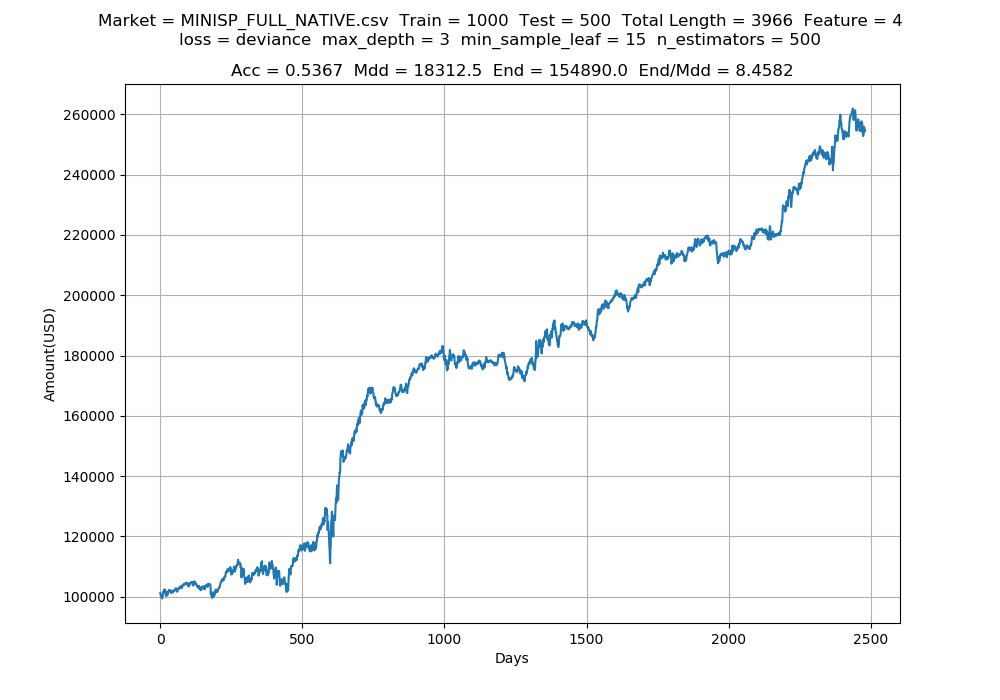 Market = MINISP_FULL_NATIVE.csv  Train = 1000  Test = 500  Total Length = 3966  Feature = 4
loss = deviance  max_depth = 3  min_sample_leaf = 15  n_estimators = 500
Acc = 0.5367  Mdd = 18312.5  End = 154890.0  End/Mdd = 8.4582
260000
240000
220000
200000
180000
160000
140000
120000
100000
Amount(USD)
0 500 1000 1500 2000 2500
Days